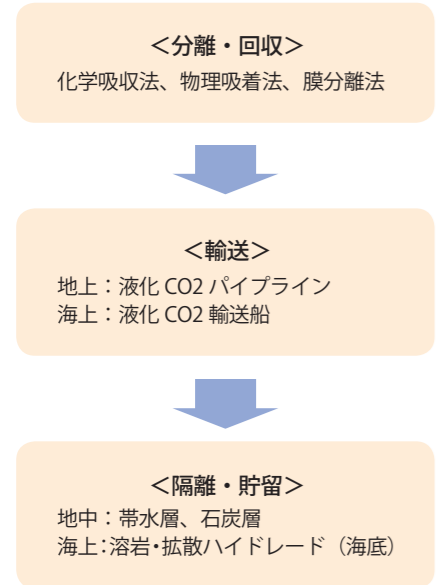 ＜分離・回収＞
化学吸収法、物理吸着法、膜分離法
＜輸送＞
地上：液化 CO2 パイプライン
海上：液化 CO2 輸送船
＜隔離・貯留＞
地中：帯水層、石炭層
海上：溶岩・拡散ハイドレード（海底）